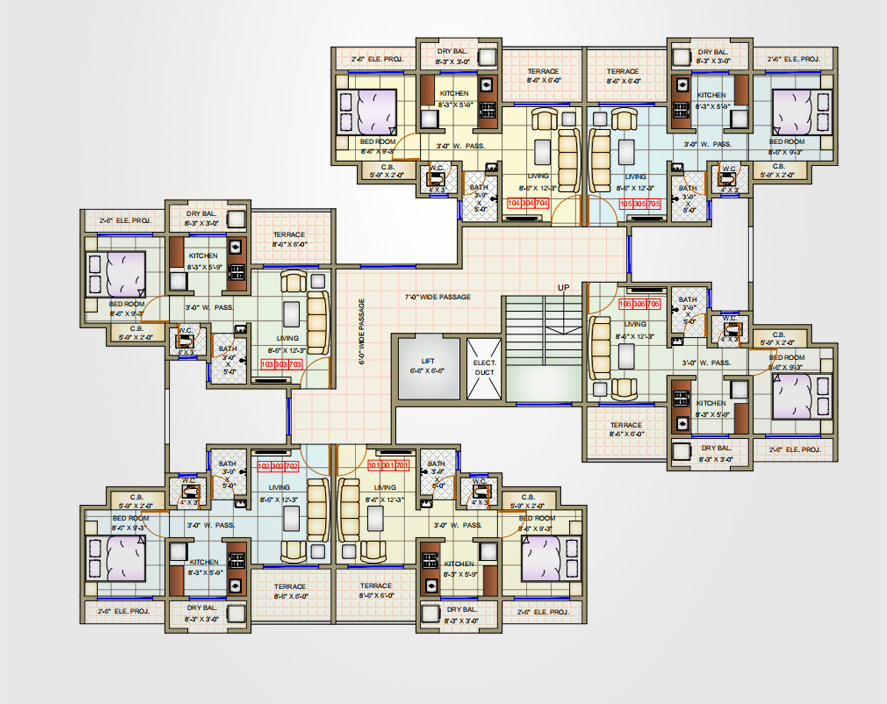 DRY BAL.
8'-3" X 3'-0"
2'-6" ELE. PROJ.
TERRACE
8'-6" X 6'-0"
KITCHEN
8'-3" X 5'-9"
BED ROOM
8'-6" X 9'-3"
3'-0" W. PASS.
C.B.
5'-9" X 2'-0"
W.C.
4' X 3'
BATH
3'-9"
X
5'-0"
LIVING
8'-6" X 12'-3"
104 304 704
DRY BAL.
8'-3" X 3'-0"
2'-6" ELE. PROJ.
TERRACE
8'-6" X 6'-0"
KITCHEN
8'-3" X 5'-9"
BED ROOM
8'-6" X 9'-3"
3'-0" W. PASS.
C.B.
5'-9" X 2'-0"
W.C.
4' X 3'
BATH
3'-9"
X
5'-0"
LIVING
8'-6" X 12'-3"
105 305 705
DRY BAL.
8'-3" X 3'-0"
2'-6" ELE. PROJ.
TERRACE
8'-6" X 6'-0"
KITCHEN
8'-3" X 5'-9"
BED ROOM
8'-6" X 9'-3"
3'-0" W. PASS.
C.B.
5'-9" X 2'-0"
W.C.
4' X 3'
BATH
3'-9"
X
5'-0"
LIVING
8'-6" X 12'-3"
103 303 703
7'-0" WIDE PASSAGE
6'-0" WIDE PASSAGE
UP
LIFT
6'-6" X 6'-6"
ELECT.
DUCT
106 306 706
LIVING
8'-6" X 12'-3"
BATH
3'-9"
X
5'-0"
W.C.
4' X 3'
C.B.
5'-9" X 2'-0"
3'-0" W. PASS.
BED ROOM
8'-6" X 9'-3"
KITCHEN
8'-3" X 5'-9"
TERRACE
8'-6" X 6'-0"
DRY BAL.
8'-3" X 3'-0"
2'-6" ELE. PROJ.
102 302 702
LIVING
8'-6" X 12'-3"
BATH
3'-9"
X
5'-0"
W.C.
4' X 3'
C.B.
5'-9" X 2'-0"
BED ROOM
8'-6" X 9'-3"
3'-0" W. PASS.
KITCHEN
8'-3" X 5'-9"
TERRACE
8'-6" X 6'-0"
2'-6" ELE. PROJ.
DRY BAL.
8'-3" X 3'-0"
101 301 701
LIVING
8'-6" X 12'-3"
BATH
3'-9"
X
5'-0"
W.C.
4' X 3'
C.B.
5'-9" X 2'-0"
BED ROOM
8'-6" X 9'-3"
3'-0" W. PASS.
KITCHEN
8'-3" X 5'-9"
TERRACE
8'-6" X 6'-0"
DRY BAL.
8'-3" X 3'-0"
2'-6" ELE. PROJ.